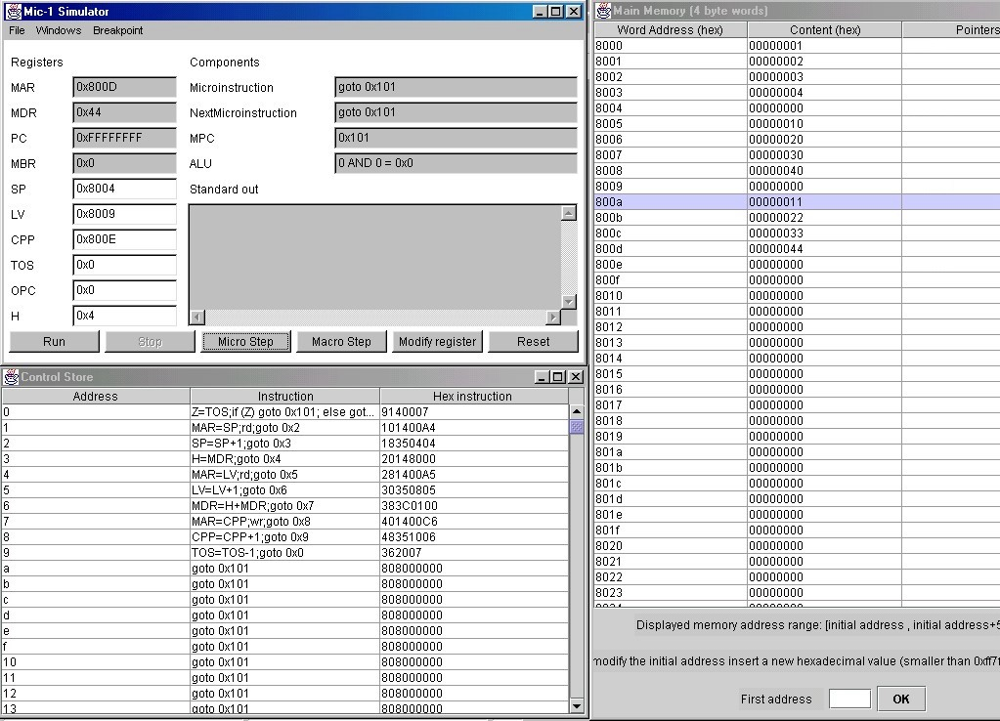 Mic-1 Simulator
File Windows Breakpoint
Registers Components
MAR 0x800D Microinstruction goto 0x101
MDR 0x44 NextMicroinstruction goto 0x101
PC 0xFFFFFFFF MPC 0x101
MBR 0x0 ALU 0 AND 0 = 0x0
SP 0x8004 Standard out
LV 0x8009
CPP 0x800E
TOS 0x0
OPC 0x0
H 0x4
Run Stop Micro Step Macro Step Modify register Reset
Control Store
Address Instruction Hex instruction
0 Z=TOS;if (Z) goto 0x101; else got... 9140007
1 MAR=SP;rd;goto 0x2 101400A4
2 SP=SP+1;goto 0x3 18350404
3 H=MDR;goto 0x4 20148000
4 MAR=LV;rd;goto 0x5 281400A5
5 LV=LV+1;goto 0x6 30350805
6 MDR=H+MDR;goto 0x7 383C0100
7 MAR=CPP;wr;goto 0x8 401400C6
8 CPP=CPP+1;goto 0x9 48351006
9 TOS=TOS-1;goto 0x0 362007
a goto 0x101 808000000
b goto 0x101 808000000
c goto 0x101 808000000
d goto 0x101 808000000
e goto 0x101 808000000
f goto 0x101 808000000
10 goto 0x101 808000000
11 goto 0x101 808000000
12 goto 0x101 808000000
13 goto 0x101 808000000
Main Memory [4 byte words]
Word Address (hex) Content (hex) Pointers
8000 00000001
8001 00000002
8002 00000003
8003 00000004
8004 00000000
8005 00000010
8006 00000020
8007 00000030
8008 00000040
8009 00000000
800a 00000011
800b 00000022
800c 00000033
800d 00000044
800e 00000000
800f 00000000
8010 00000000
8011 00000000
8012 00000000
8013 00000000
8014 00000000
8015 00000000
8016 00000000
8017 00000000
8018 00000000
8019 00000000
801a 00000000
801b 00000000
801c 00000000
801d 00000000
801e 00000000
801f 00000000
8020 00000000
8021 00000000
8022 00000000
8023 00000000
Displayed memory address range: [initial address , initial address+5
modify the initial address insert a new hexadecimal value (smaller than 0xff7f
First address OK